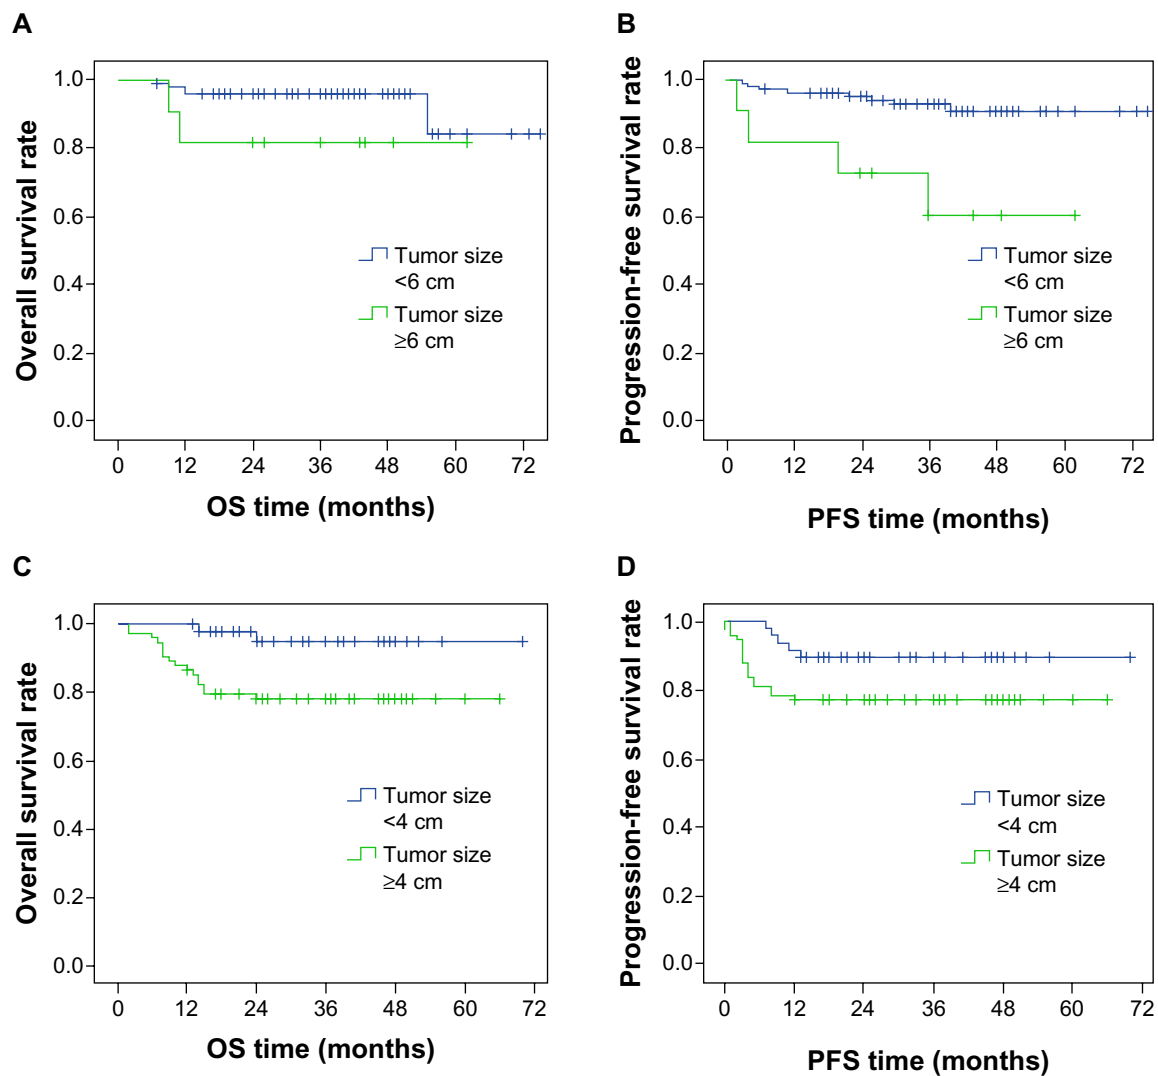 A
Overall survival rate
1.0
0.8
0.6
0.4
0.2
0.0
Tumor size
<6 cm
Tumor size
≥6 cm
0 12 24 36 48 60 72
OS time (months)
B
Progression-free survival rate
1.0
0.8
0.6
0.4
0.2
0.0
Tumor size
<6 cm
Tumor size
≥6 cm
0 12 24 36 48 60 72
PFS time (months)
C
Overall survival rate
1.0
0.8
0.6
0.4
0.2
0.0
Tumor size
<4 cm
Tumor size
≥4 cm
0 12 24 36 48 60 72
OS time (months)
D
Progression-free survival rate
1.0
0.8
0.6
0.4
0.2
0.0
Tumor size
<4 cm
Tumor size
≥4 cm
0 12 24 36 48 60 72
PFS time (months)